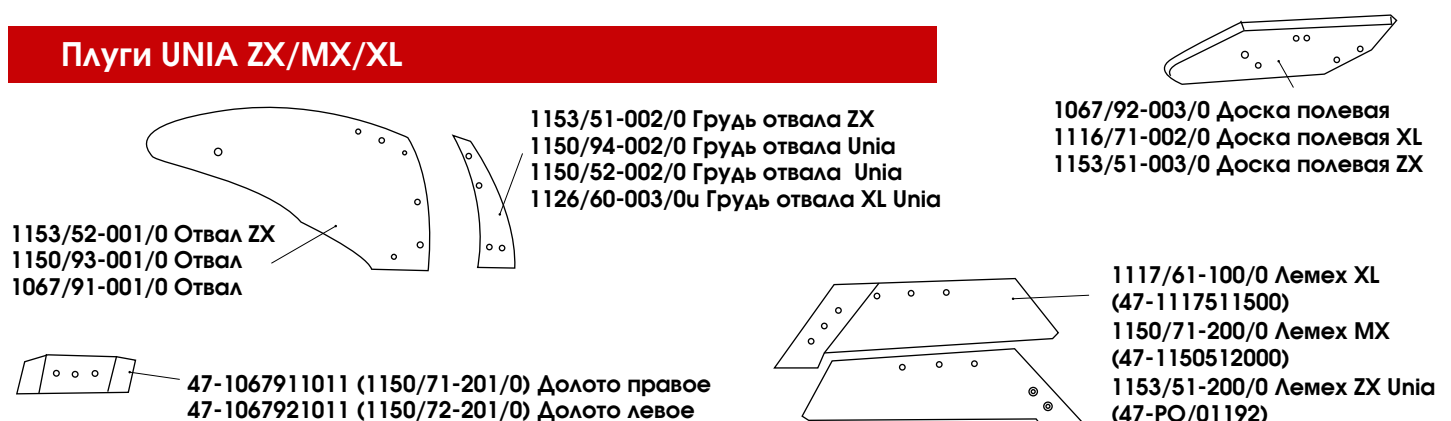 Плуги UNIA ZX/MX/XL
1153/51-002/0 Грудь отвала ZX
1150/94-002/0 Грудь отвала Unia
1150/52-002/0 Грудь отвала Unia
1126/60-003/0и Грудь отвала XL Unia
1067/92-003/0 Доска полевая
1116/71-002/0 Доска полевая XL
1153/51-003/0 Доска полевая ZX
1153/52-001/0 Отвал ZX
1150/93-001/0 Отвал
1067/91-001/0 Отвал
1117/61-100/0 Лемех XL
(47-1117511500)
1150/71-200/0 Лемех MX
(47-1150512000)
1153/51-200/0 Лемех ZX Unia
(47-PO/01192)
47-1067911011 (1150/71-201/0) Долото правое
47-1067921011 (1150/72-201/0) Долото левое